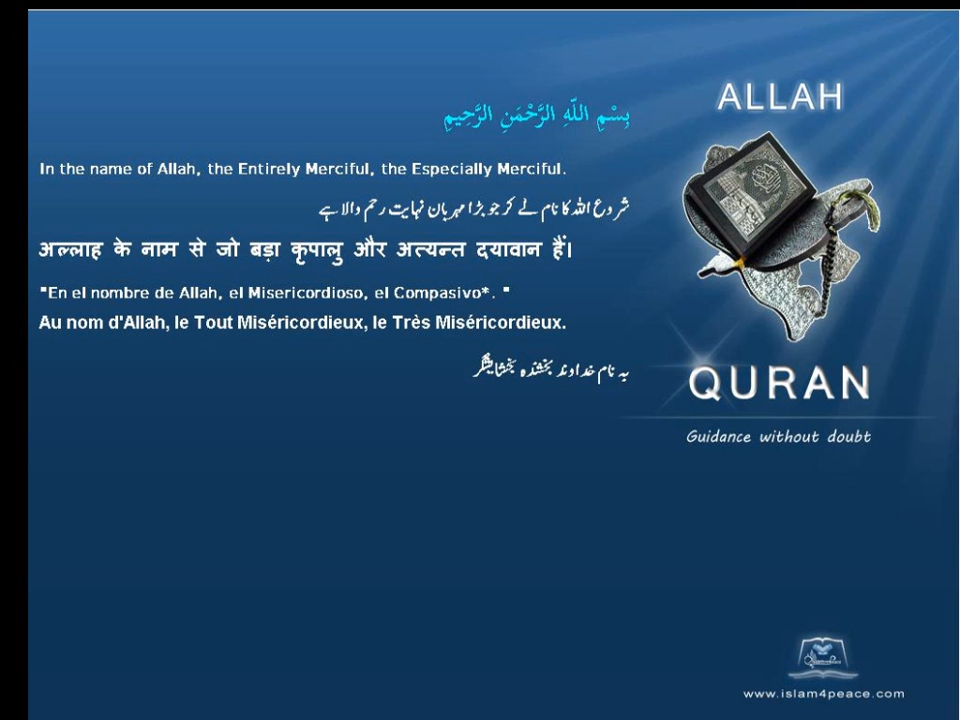 بِسْمِ اللَّهِ الرَّحْمَنِ الرَّحِيمِ
In the name of Allah, the Entirely Merciful, the Especially Merciful.
شروع اللہ کا نام لے کر جو بڑا مہربان نہایت رحم والا ہے
अल्लाह के नाम से जो बड़ा कृपालु और अत्यन्त दयावान हैं।
"En el nombre de Allah, el Misericordioso, el Compasivo*. "
Au nom d'Allah, le Tout Miséricordieux, le Très Miséricordieux.
به نام خداوند بخشنده بخشایشگر
ALLAH
QURAN
Guidance without doubt
www.islam4peace.com